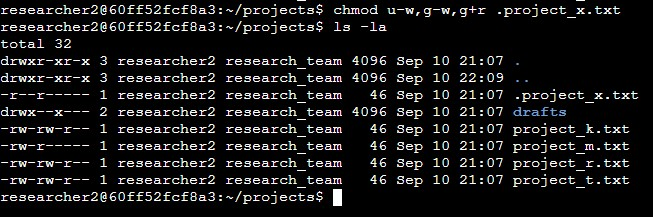 researcher2@60ff52fcf8a3:~/projects$ chmod u-w,g-w,g+r .project_x.txt
researcher2@60ff52fcf8a3:~/projects$ ls -la
total 32
drwxr-xr-x 3 researcher2 research_team 4096 Sep 10 21:07 .
drwxr-xr-x 3 researcher2 research_team 4096 Sep 10 22:09 ..
-r--r----- 1 researcher2 research_team   46 Sep 10 21:07 .project_x.txt
drwx--x--- 2 researcher2 research_team 4096 Sep 10 21:07 drafts
-rw-rw-r-- 1 researcher2 research_team   46 Sep 10 21:07 project_k.txt
-rw-rw-r-- 1 researcher2 research_team   46 Sep 10 21:07 project_m.txt
-rw-rw-r-- 1 researcher2 research_team   46 Sep 10 21:07 project_r.txt
-rw-rw-r-- 1 researcher2 research_team   46 Sep 10 21:07 project_t.txt
researcher2@60ff52fcf8a3:~/projects$